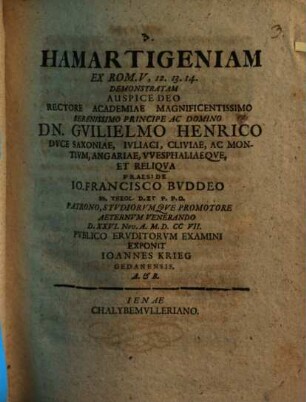 3
HAMARTIGENIAM
EX ROM. V, 12. 13. 14.
DEMONSTRATAM
AUSPICE DEO
RECTORE ACADEMIAE MAGNIFICENTISSIMO
SERENISSIMO PRINCIPE AC DOMINO
DN. GVILIELMO HENRICO
DVCE SAXONIAE, IVLIACI, CLIVIAE, AC MON-
TIVM, ANGARIAE, VVESPHALIAEQVE,
ET RELIQVA
PRAESIDE
IO. FRANCISCO BVDDEO
THEOL. D. ET P. P. O.
PATRONO, STVDIORVMQVE PROMOTORE
AETERNVM VENERANDO
D. XXVI. Nov. A. M. D. CC VII.
PVBLICO ERVDITORVM EXAMINI
EXPONIT
IOANNES KRIEG
GEDANENSIS.
A. & R.
IENAE
CHALYBEMVLLERIANO.